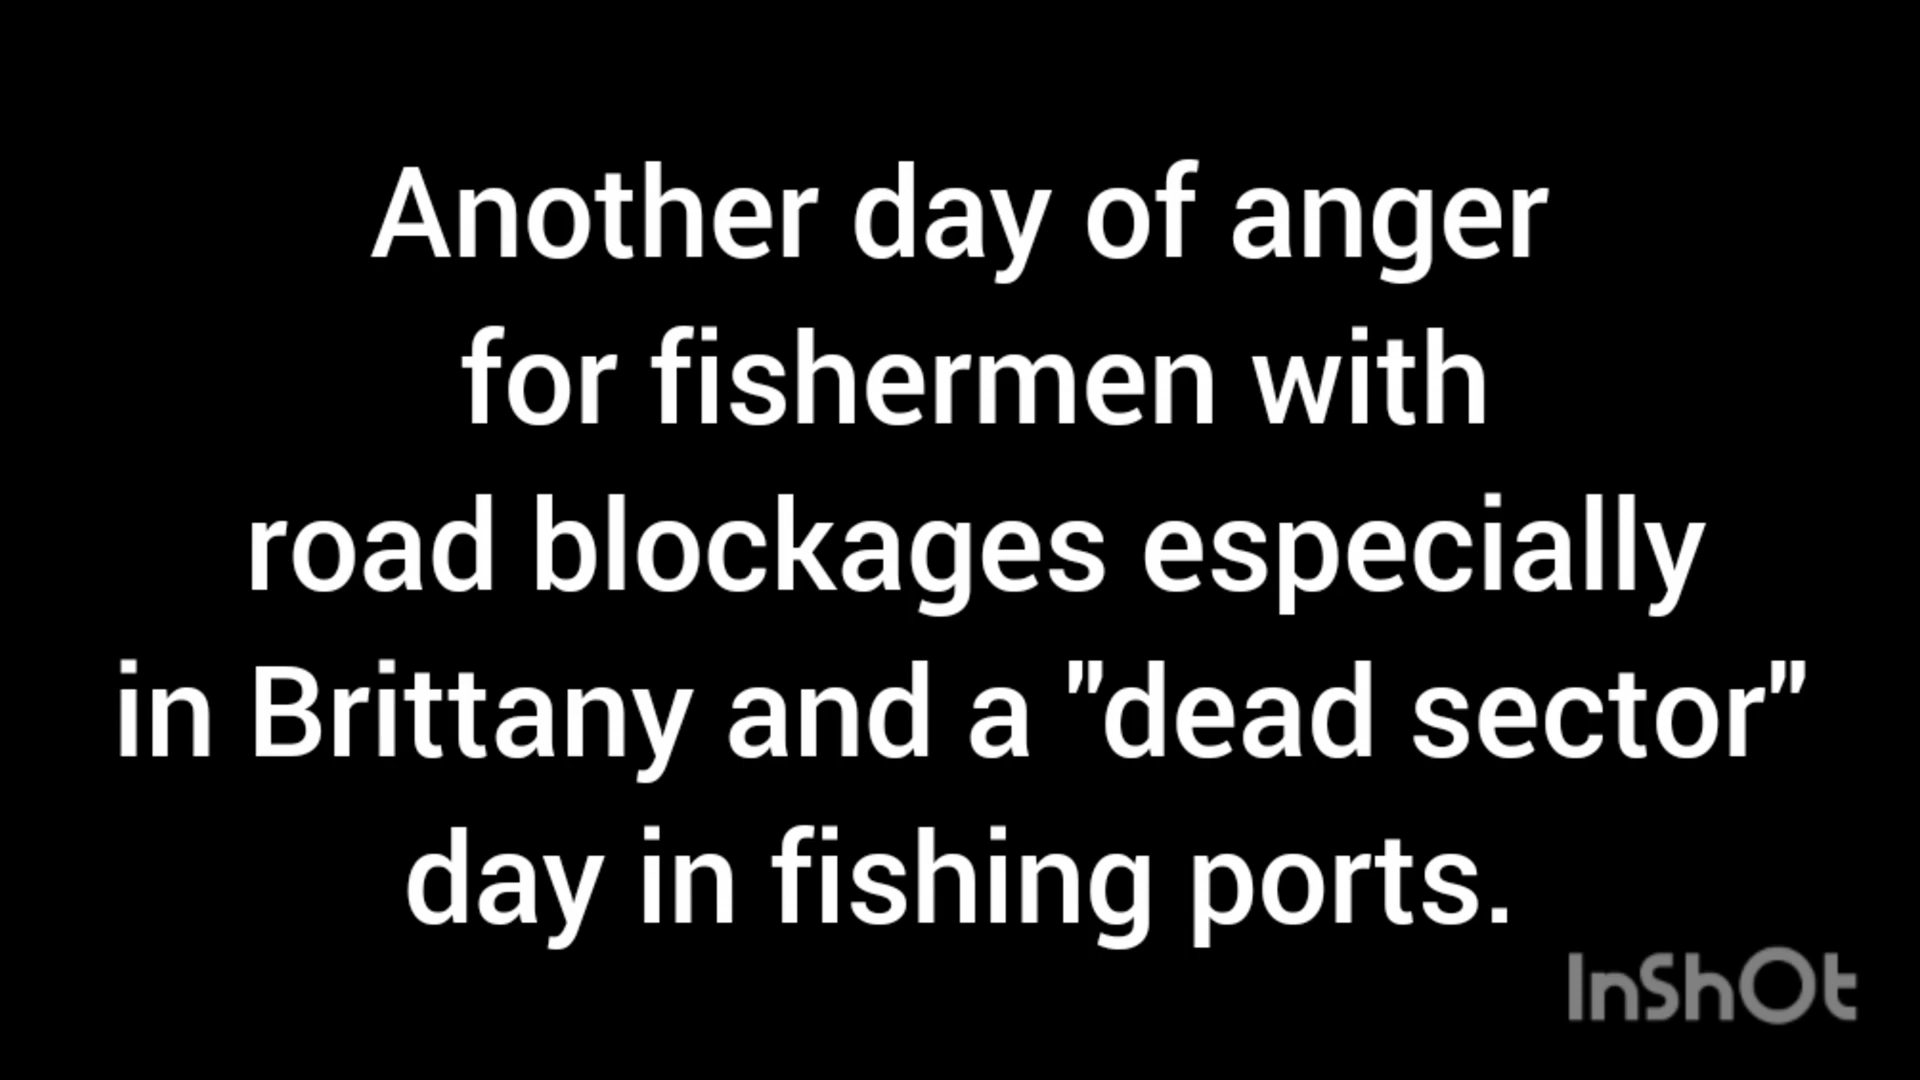 Another day of anger
for fishermen with
road blockages especially
in Brittany and a "dead sector"
day in fishing ports.
InShOt